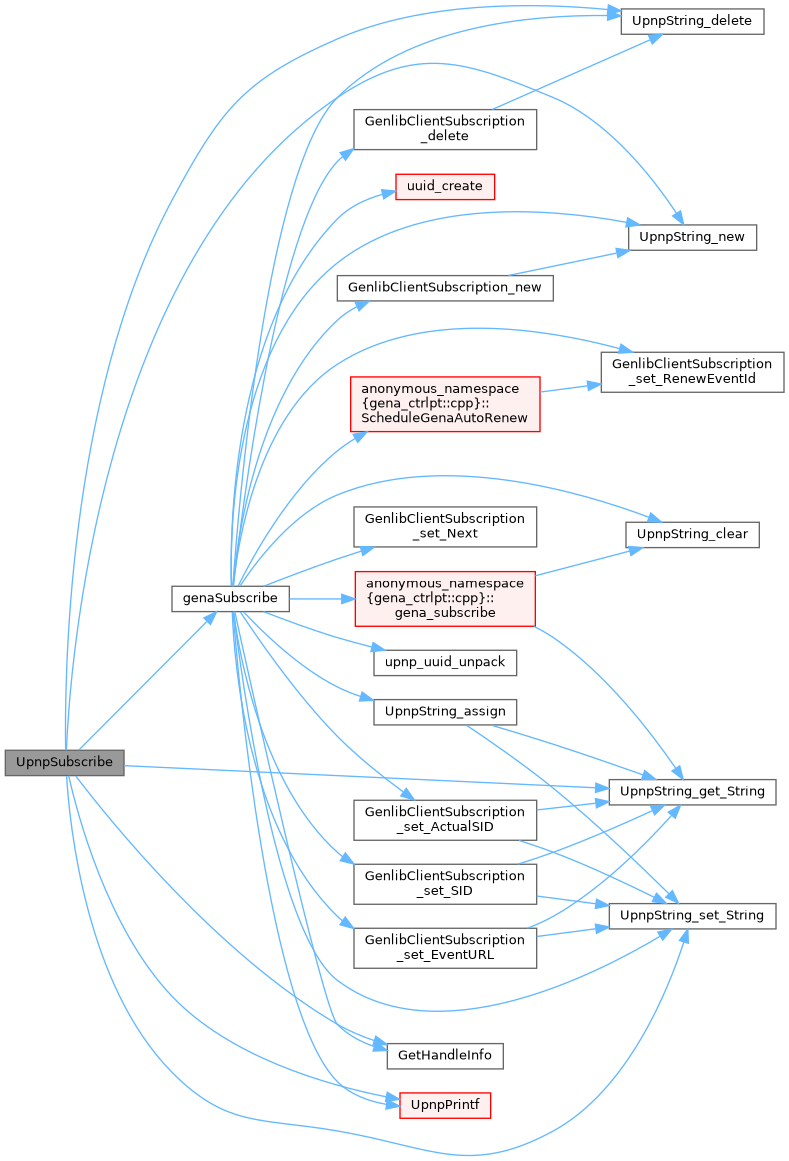 UpnpString_delete
GenlibClientSubscription
_delete
uuid_create
UpnpString_new
GenlibClientSubscription_new
GenlibClientSubscription
_set_RenewEventId
anonymous_namespace
{gena_ctrlpt::cpp}::
ScheduleGenaAutoRenew
GenlibClientSubscription
_set_Next
UpnpString_clear
genaSubscribe
anonymous_namespace
{gena_ctrlpt::cpp}::
gena_subscribe
upnp_uuid_unpack
UpnpString_assign
UpnpSubscribe
UpnpString_get_String
GenlibClientSubscription
_set_ActualSID
GenlibClientSubscription
_set_SID
UpnpString_set_String
GenlibClientSubscription
_set_EventURL
GetHandleInfo
UpnpPrintf